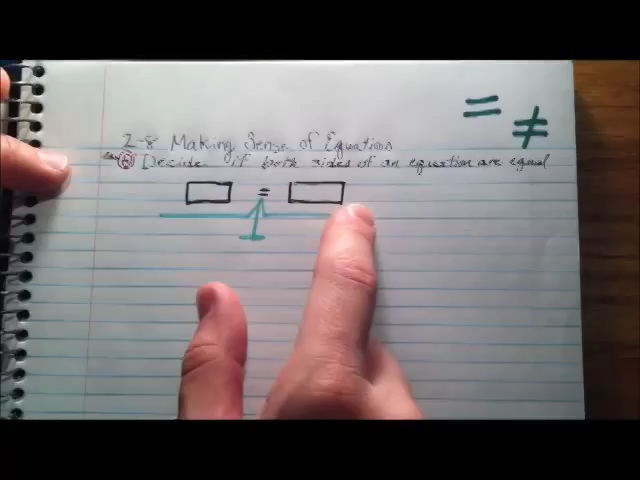 =
≠
2-8 Making Sense of Equations
Decide if both sides of an equation are equal
=